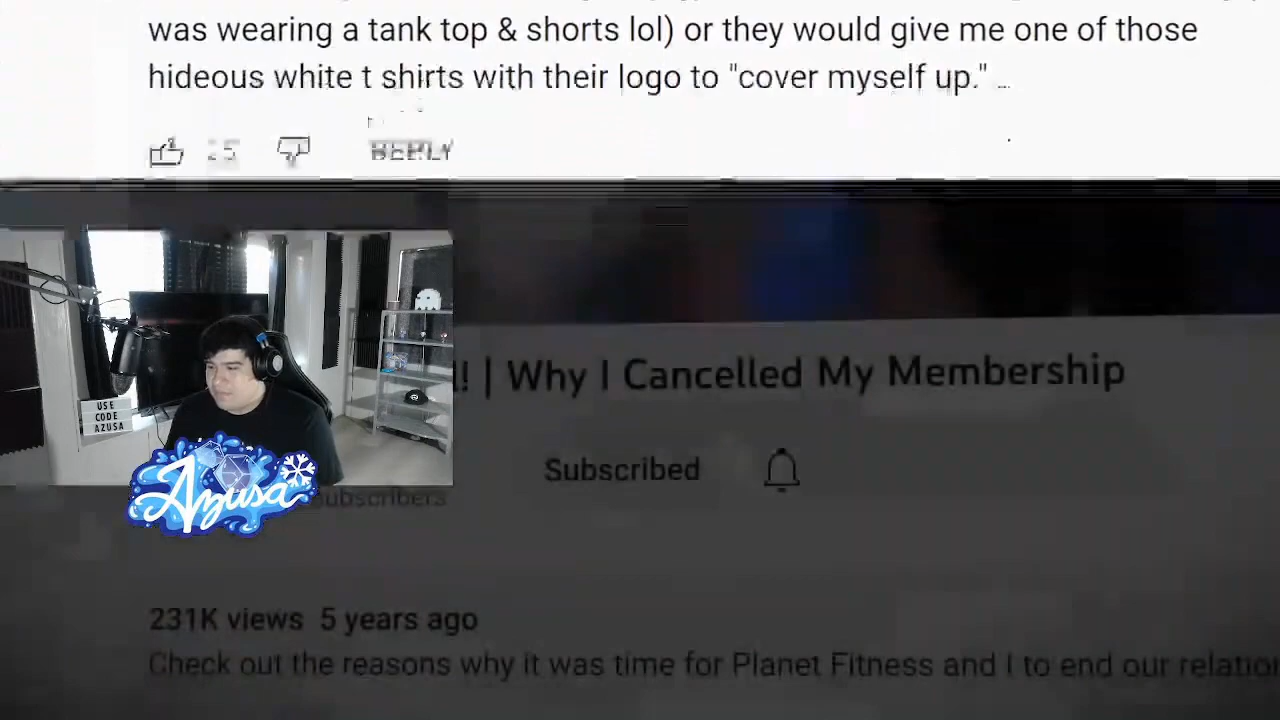 was wearing a tank top & shorts lol) or they would give me one of those
hideous white t shirts with their logo to "cover myself up." ...
25 REPLY
! | Why I Cancelled My Membership
USE
CODE
AZUSA
Subscribed
Azusa
subscribers
231K views 5 years ago
Check out the reasons why it was time for Planet Fitness and I to end our